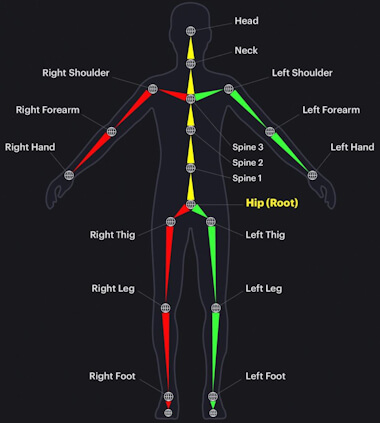 Head
Neck
Right Shoulder
Left Shoulder
Right Forearm
Left Forearm
Right Hand
Spine 3
Left Hand
Spine 2
Spine 1
Hip (Root)
Right Thig
Left Thig
Right Leg
Left Leg
Right Foot
Left Foot